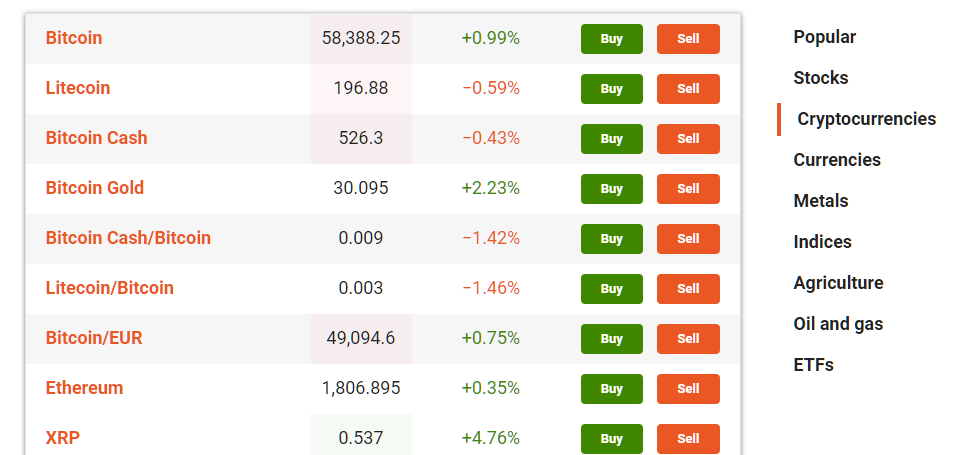 Bitcoin 58,388.25 +0.99% Buy Sell
Litecoin 196.88 −0.59% Buy Sell
Bitcoin Cash 526.3 −0.43% Buy Sell
Bitcoin Gold 30.095 +2.23% Buy Sell
Bitcoin Cash/Bitcoin 0.009 −1.42% Buy Sell
Litecoin/Bitcoin 0.003 −1.46% Buy Sell
Bitcoin/EUR 49,094.6 +0.75% Buy Sell
Ethereum 1,806.895 +0.35% Buy Sell
XRP 0.537 +4.76% Buy Sell
Popular
Stocks
Cryptocurrencies
Currencies
Metals
Indices
Agriculture
Oil and gas
ETFs